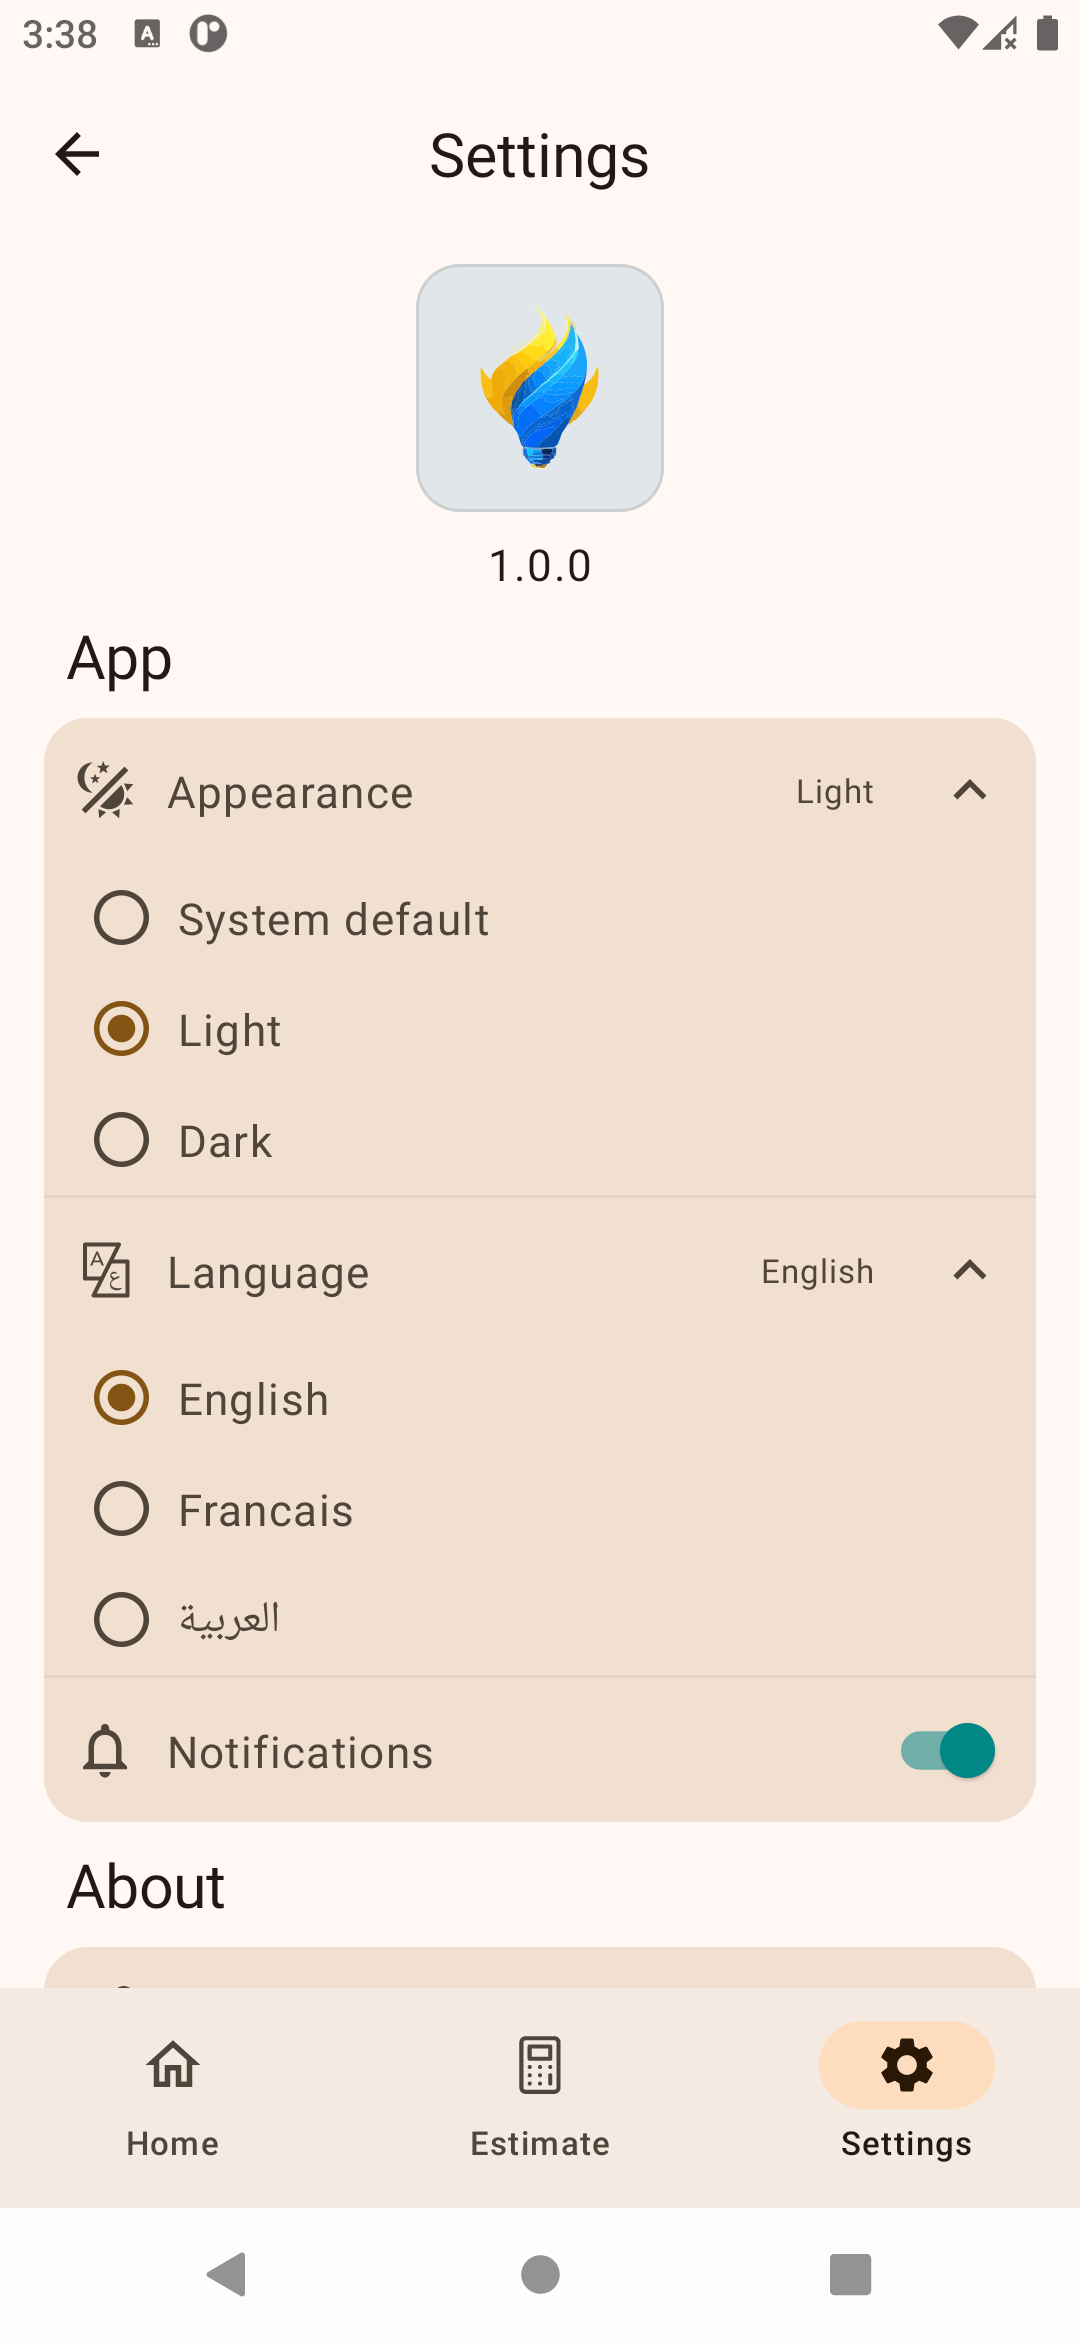 3:38
Settings
1.0.0
App
Appearance
Light
System default
Light
Dark
Language
English
English
Francais
العربية
Notifications
About
Home
Estimate
Settings